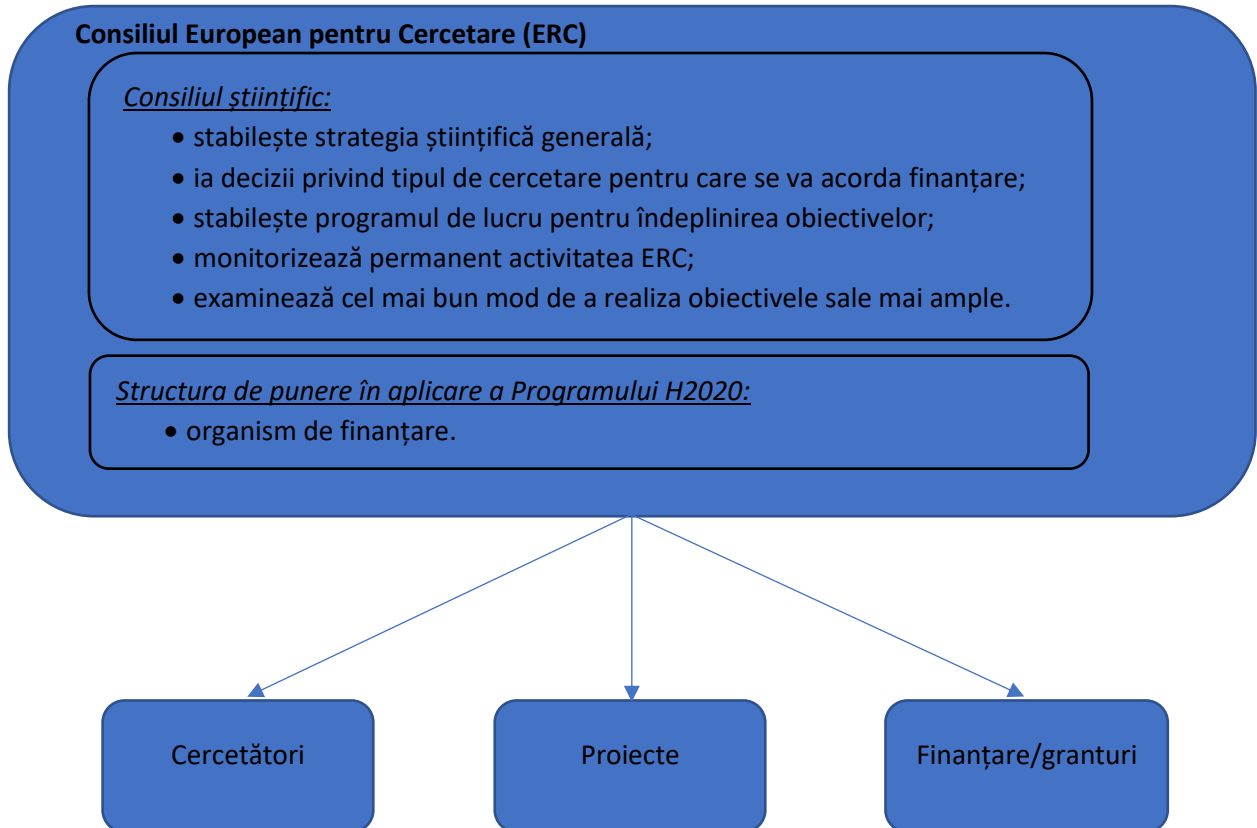 Consiliul European pentru Cercetare (ERC)
Consiliul științific:
• stabilește strategia științifică generală;
• ia decizii privind tipul de cercetare pentru care se va acorda finanțare;
• stabilește programul de lucru pentru îndeplinirea obiectivelor;
• monitorizează permanent activitatea ERC;
• examinează cel mai bun mod de a realiza obiectivele sale mai ample.
Structura de punere în aplicare a Programului H2020:
• organism de finanțare.
Cercetători
Proiecte
Finanțare/granturi